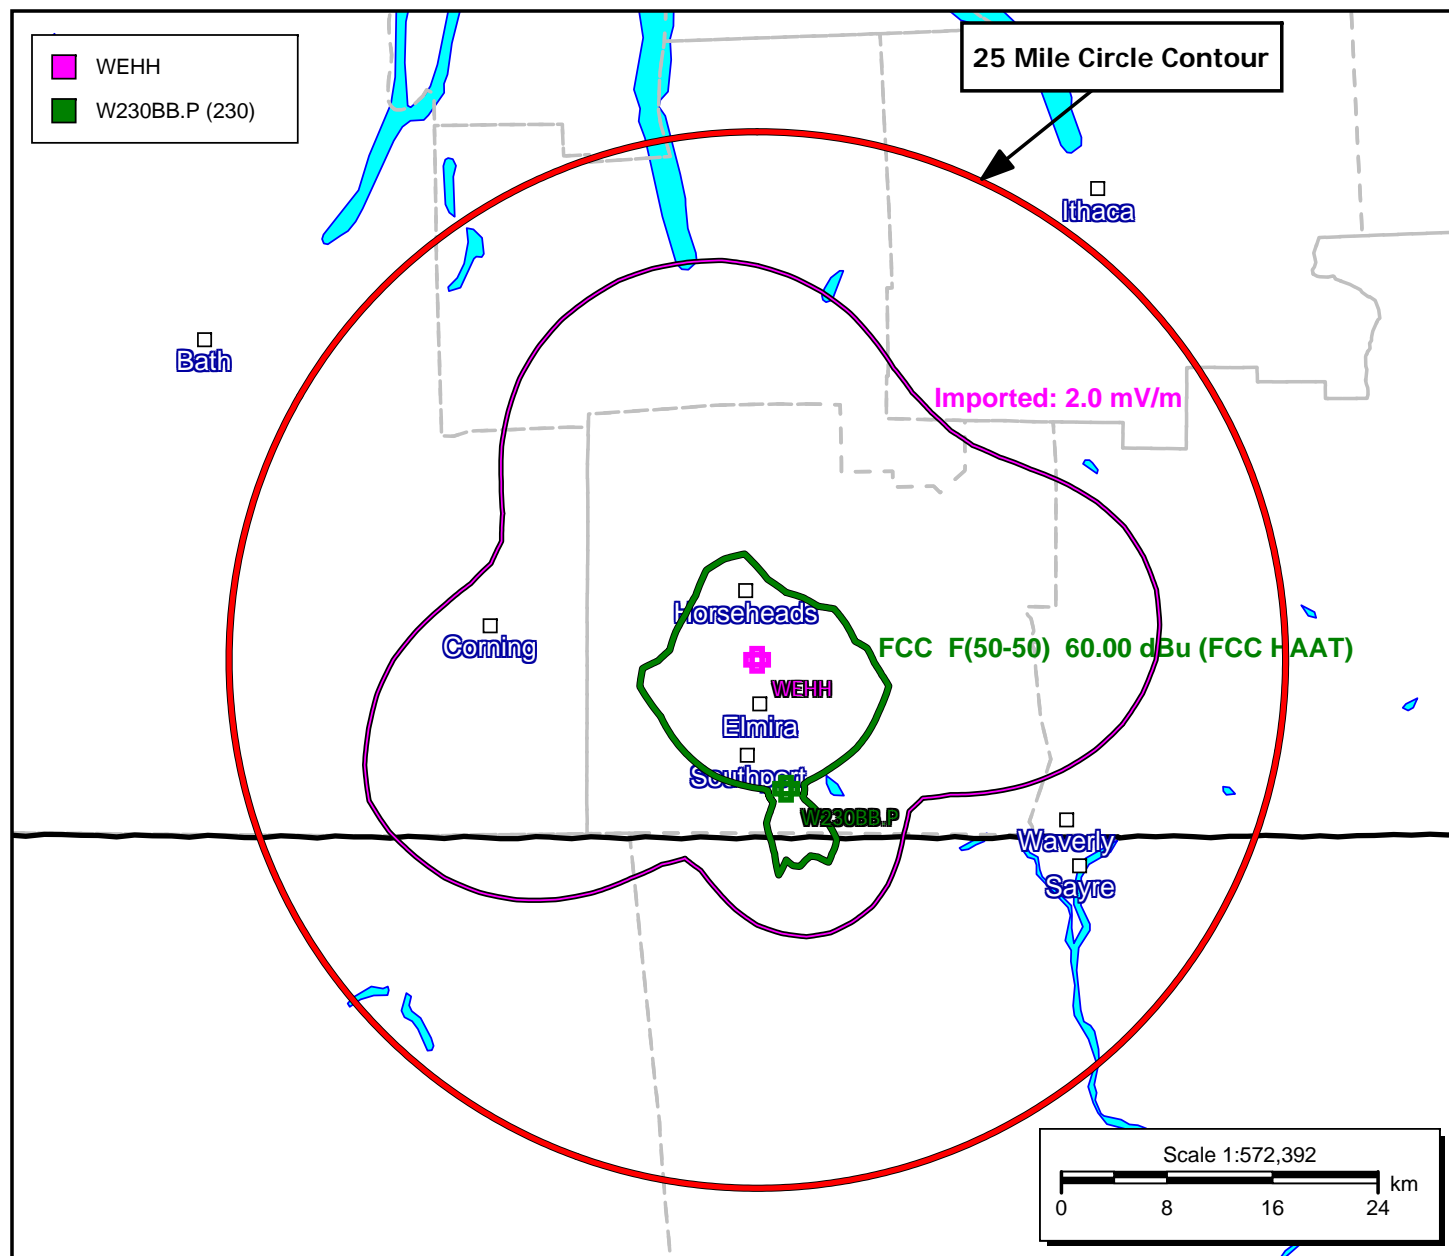 WEHH
W230BB.P (230)
25 Mile Circle Contour
Ithaca
Bath
Imported: 2.0 mV/m
Horseheads
Corning
FCC F(50-50) 60.00 dBu (FCC HAAT)
WEHH
Elmira
Southport
W230BB.P
Waverly
Sayre
Scale 1:572,392
km
0 8 16 24